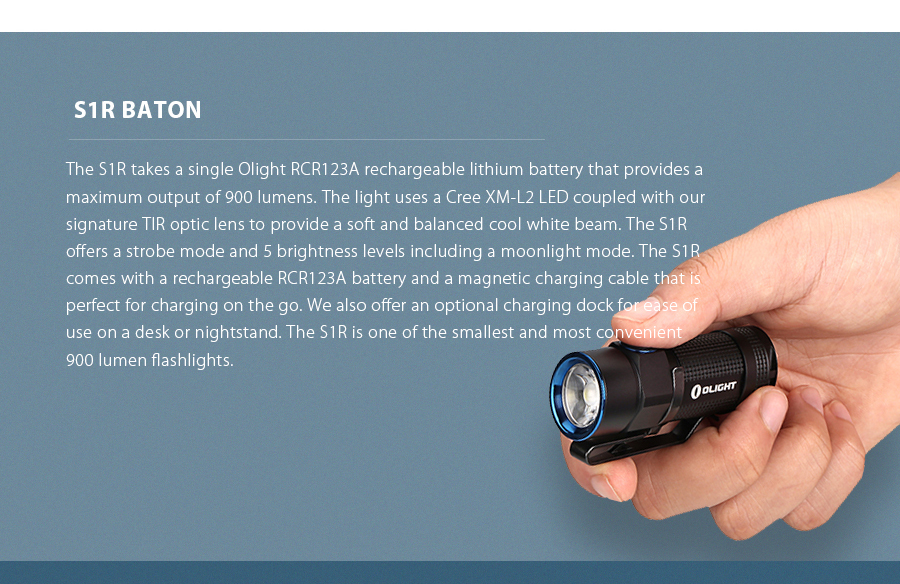 S1R BATON
The S1R takes a single Olight RCR123A rechargeable lithium battery that provides a
maximum output of 900 lumens. The light uses a Cree XM-L2 LED coupled with our
signature TIR optic lens to provide a soft and balanced cool white beam. The S1R
offers a strobe mode and 5 brightness levels including a moonlight mode. The S1R
comes with a rechargeable RCR123A battery and a magnetic charging cable that is
perfect for charging on the go. We also offer an optional charging dock for ease of
use on a desk or nightstand. The S1R is one of the smallest and most convenient
900 lumen flashlights.
OLIGHT